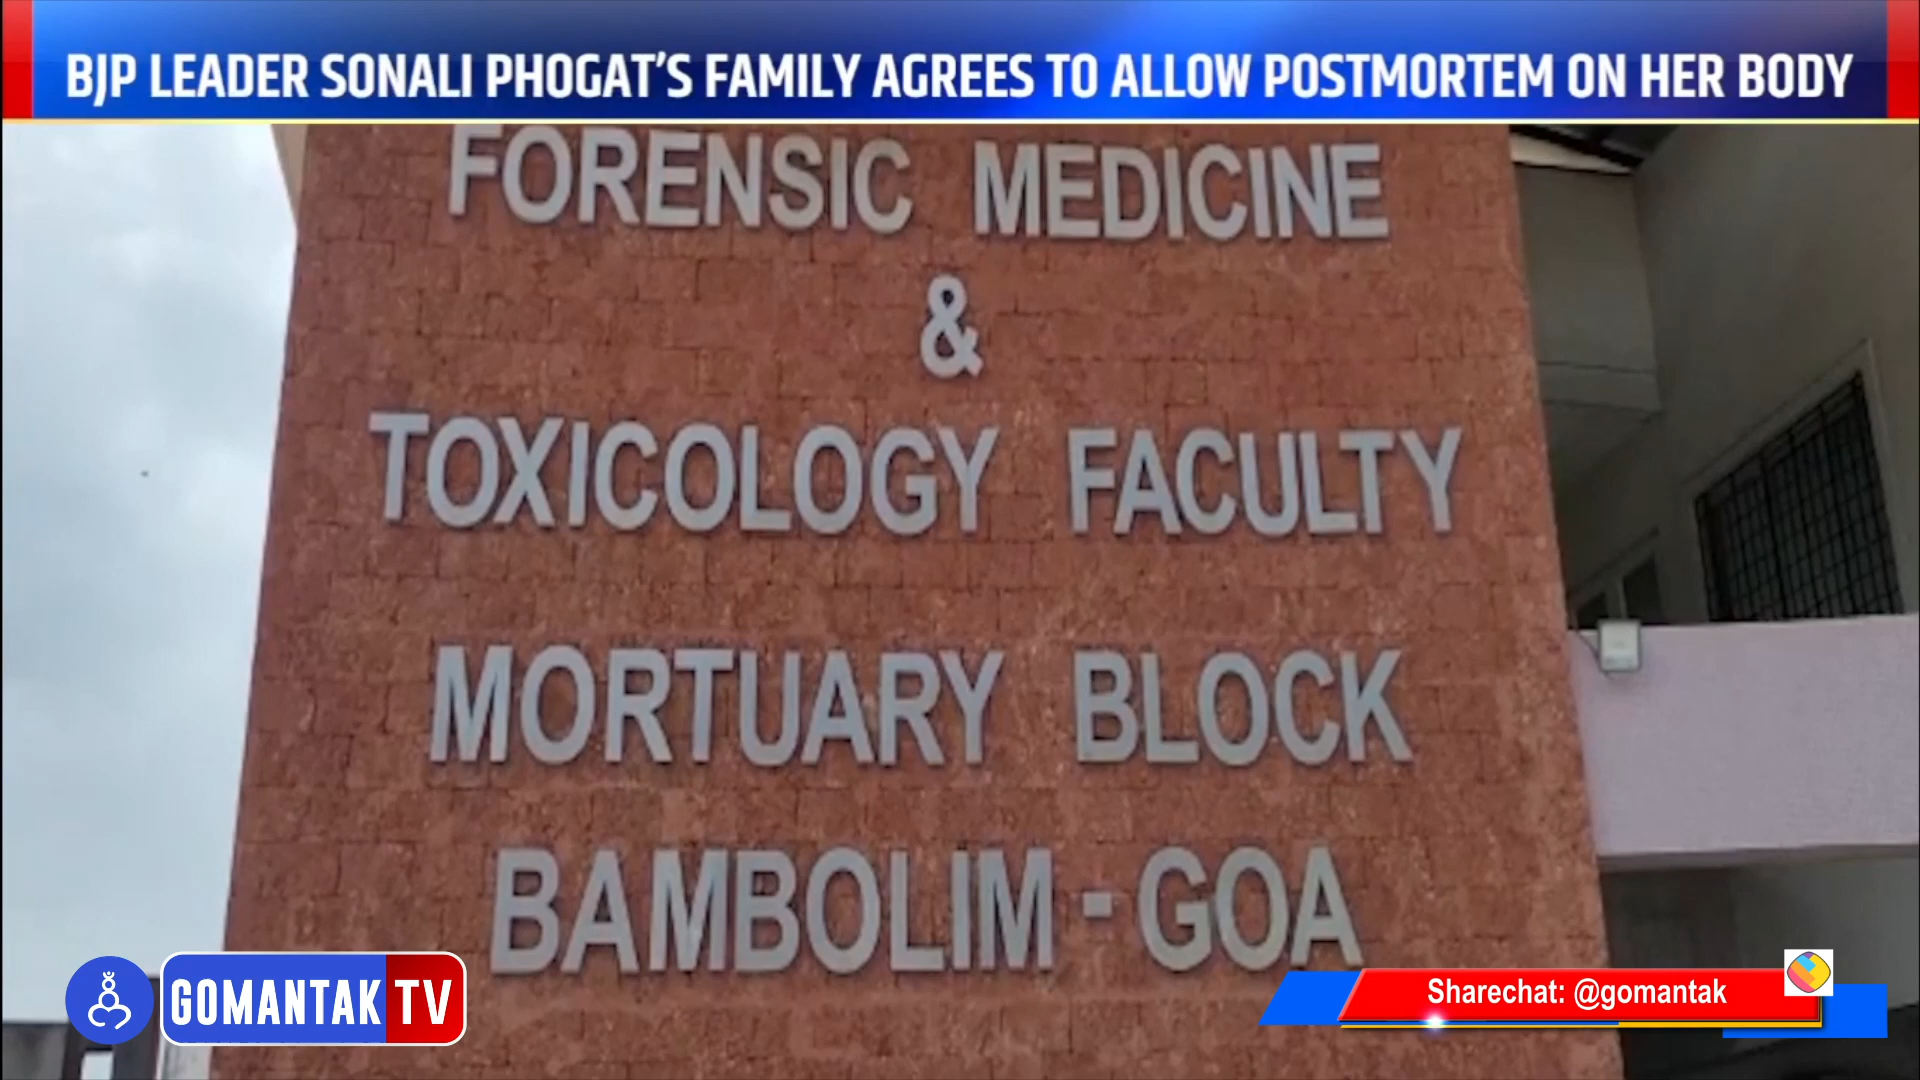 BJP LEADER SONALI PHOGAT'S FAMILY AGREES TO ALLOW POSTMORTEM ON HER BODY
FORENSIC MEDICINE
&
TOXICOLOGY FACULTY
MORTUARY BLOCK
BAMBOLIM - GOA
GOMANTAK TV
Sharechat: @gomantak